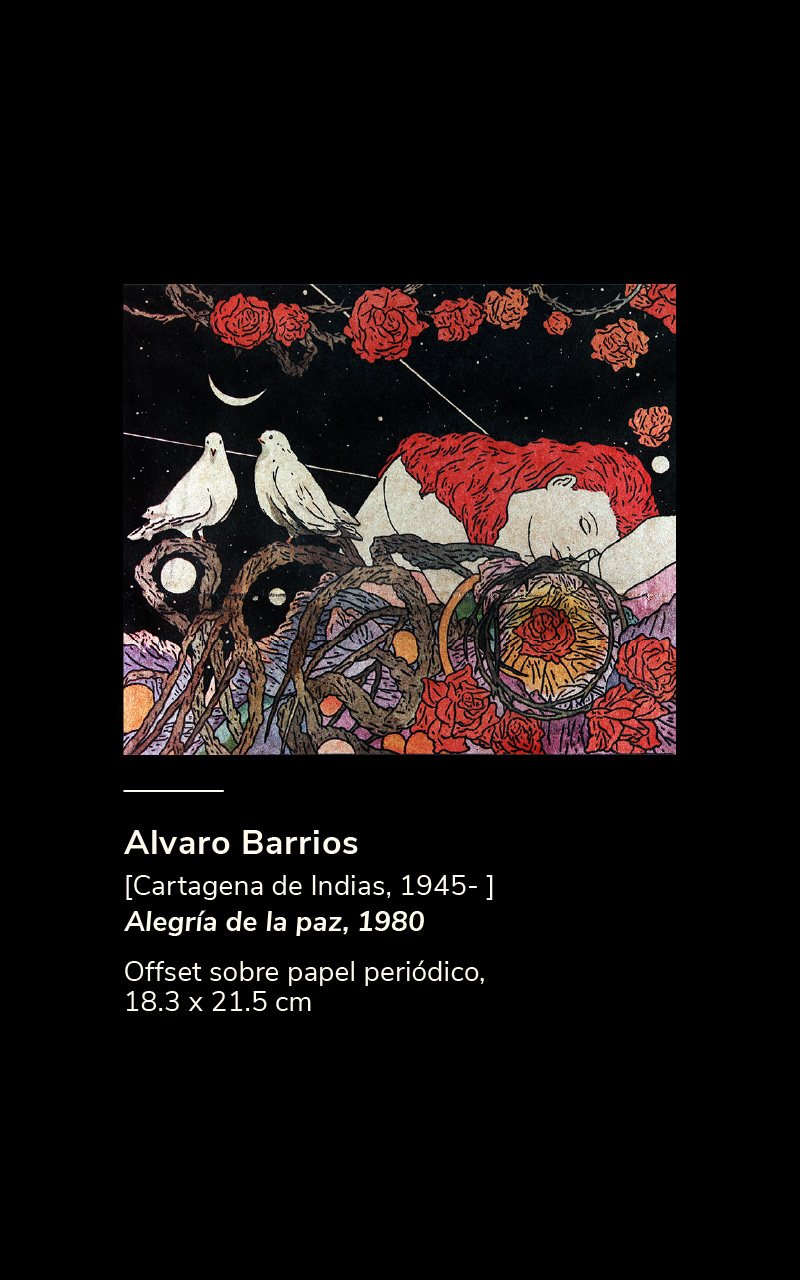 Alvaro Barrios
[Cartagena de Indias, 1945- ]
Alegría de la paz, 1980
Offset sobre papel periódico,
18.3 x 21.5 cm